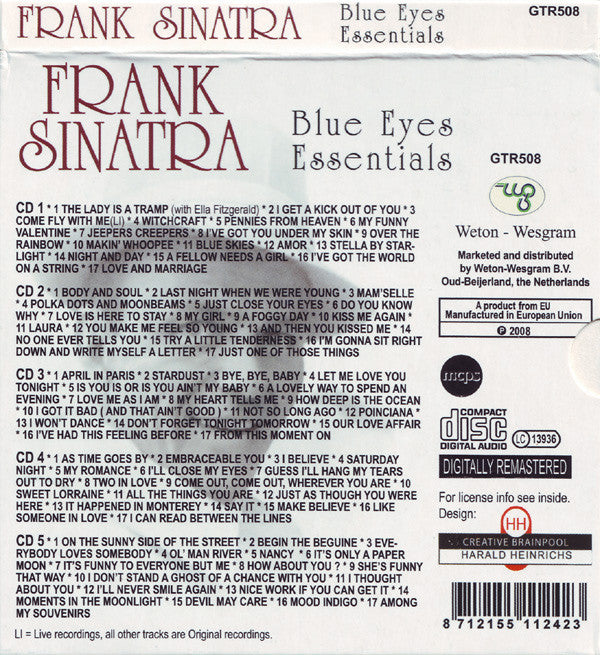 FRANK SINATRA Blue Eyes Essentials GTR508
FRANK SINATRA
Blue Eyes
Essentials
GTR508
CD 1 * 1 THE LADY IS A TRAMP (with Ella Fitzgerald) * 2 I GET A KICK OUT OF YOU * 3
COME FLY WITH ME(LI) * 4 WITCHCRAFT * 5 PENNIES FROM HEAVEN * 6 MY FUNNY
VALENTINE * 7 JEEPERS CREEPERS * 8 I'VE GOT YOU UNDER MY SKIN * 9 OVER THE
RAINBOW * 10 MAKIN' WHOOPEE * 11 BLUE SKIES * 12 AMOR * 13 STELLA BY STAR-
LIGHT * 14 NIGHT AND DAY * 15 A FELLOW NEEDS A GIRL * 16 I'VE GOT THE WORLD
ON A STRING * 17 LOVE AND MARRIAGE
CD 2 * 1 BODY AND SOUL * 2 LAST NIGHT WHEN WE WERE YOUNG * 3 MAM'SELLE
* 4 POLKA DOTS AND MOONBEAMS * 5 JUST CLOSE YOUR EYES * 6 DO YOU KNOW
WHY * 7 LOVE IS HERE TO STAY * 8 MY GIRL * 9 A FOGGY DAY * 10 KISS ME AGAIN *
11 LAURA * 12 YOU MAKE ME FEEL SO YOUNG * 13 AND THEN YOU KISSED ME * 14
NO ONE EVER TELLS YOU * 15 TRY A LITTLE TENDERNESS * 16 I'M GONNA SIT RIGHT
DOWN AND WRITE MYSELF A LETTER * 17 JUST ONE OF THOSE THINGS
CD 3 * 1 APRIL IN PARIS * 2 STARDUST * 3 BYE, BYE, BABY * 4 LET ME LOVE YOU
TONIGHT * 5 IS YOU IS OR IS YOU AIN'T MY BABY * 6 A LOVELY WAY TO SPEND AN
EVENING * 7 LOVE ME AS I AM * 8 MY HEART TELLS ME * 9 HOW DEEP IS THE OCEAN
* 10 I GOT IT BAD ( AND THAT AIN'T GOOD ) * 11 NOT SO LONG AGO * 12 POINCIANA *
13 I WON'T DANCE * 14 DON'T FORGET TONIGHT TOMORROW * 15 OUR LOVE AFFAIR
* 16 I'VE HAD THIS FEELING BEFORE * 17 FROM THIS MOMENT ON
CD 4 * 1 AS TIME GOES BY * 2 EMBRACEABLE YOU * 3 I BELIEVE * 4 SATURDAY
NIGHT * 5 MY ROMANCE * 6 I'LL CLOSE MY EYES * 7 GUESS I'LL HANG MY TEARS
OUT TO DRY * 8 TWO IN LOVE * 9 COME OUT, COME OUT, WHEREVER YOU ARE * 10
SWEET LORRAINE * 11 ALL THE THINGS YOU ARE * 12 JUST AS THOUGH YOU WERE
HERE * 13 IT HAPPENED IN MONTEREY * 14 SAY IT * 15 MAKE BELIEVE * 16 LIKE
SOMEONE IN LOVE * 17 I CAN READ BETWEEN THE LINES
CD 5 * 1 ON THE SUNNY SIDE OF THE STREET * 2 BEGIN THE BEGUINE * 3 EVE-
RYBODY LOVES SOMEBODY * 4 OL' MAN RIVER * 5 NANCY * 6 IT'S ONLY A PAPER
MOON * 7 IT'S FUNNY TO EVERYONE BUT ME * 8 HOW ABOUT YOU? * 9 SHE'S FUNNY
THAT WAY * 10 I DON'T STAND A GHOST OF A CHANCE WITH YOU * 11 I THOUGHT
ABOUT YOU * 12 I'LL NEVER SMILE AGAIN * 13 NICE WORK IF YOU CAN GET IT * 14
MOMENTS IN THE MOONLIGHT * 15 DEVIL MAY CARE * 16 MOOD INDIGO * 17 AMONG
MY SOUVENIRS
LI = Live recordings, all other tracks are Original recordings.
wg
Weton - Wesgram
Marketed and distributed
by Weton-Wesgram B.V.
Oud-Beijerland, the Netherlands
A product from EU
Manufactured in European Union
℗ 2008
mcps
COMPACT
disc
DIGITAL AUDIO
LC 13936
DIGITALLY REMASTERED
For license info see inside.
Design:
HH
CREATIVE BRAINPOOL
HARALD HEINRICHS
8 712155 112423